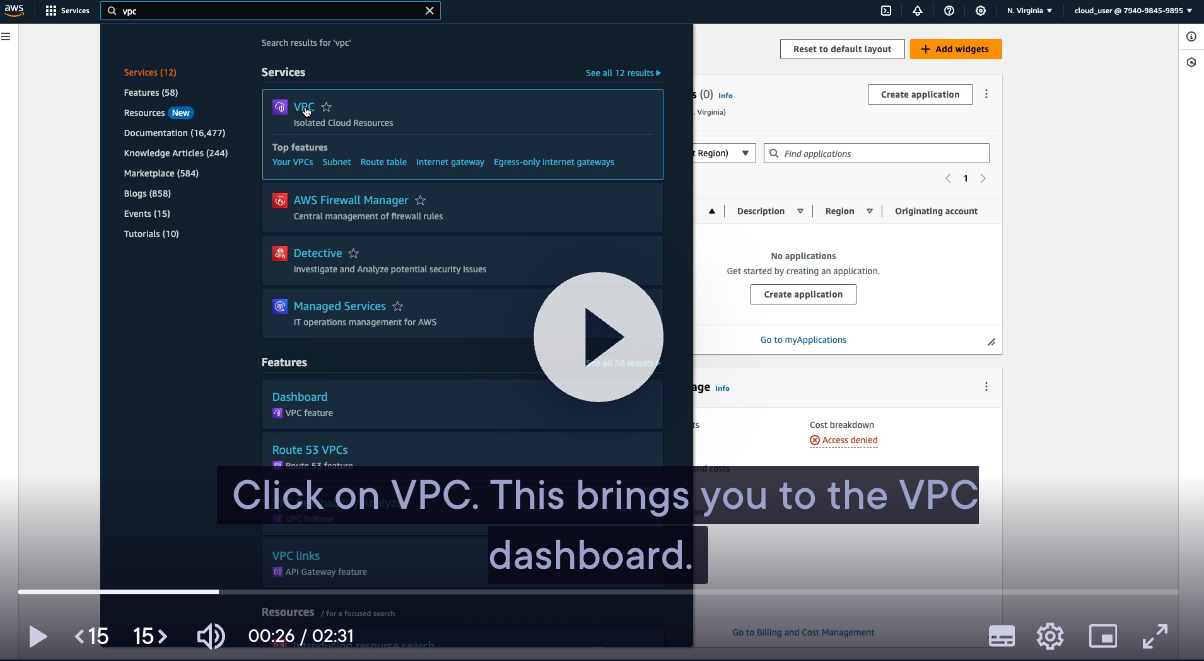 aws
Services
vpc
N. Virginia
cloud_user @ 7940-9845-9895
Search results for 'vpc'
Services (12)
Features (58)
Resources New
Documentation (16,477)
Knowledge Articles (244)
Marketplace (584)
Blogs (858)
Events (15)
Tutorials (10)
Services
See all 12 results
VPC
Isolated Cloud Resources
Top features
Your VPCs Subnet Route table Internet gateway Egress-only internet gateways
AWS Firewall Manager
Central management of firewall rules
Detective
Investigate and Analyze potential security issues
Managed Services
IT operations management for AWS
Features
See all 58 results
Dashboard
VPC feature
Route 53 VPCs
Route 53 feature
VPC feature
VPC links
API Gateway feature
Resources / for a focused search
Introducing resource search
Reset to default layout
+ Add widgets
s (0) Info
. Virginia)
Create application
t Region)
Find applications
1
Description
Region
Originating account
No applications
Get started by creating an application.
Create application
Go to myApplications
age Info
ts
Cost breakdown
Access denied
end costs
Go to Billing and Cost Management
Click on VPC. This brings you to the VPC
dashboard.
15
15
00:26 / 02:31